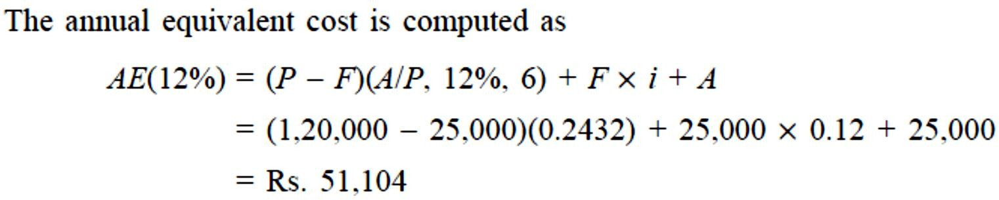 The annual equivalent cost is computed as
AE(12%) = (P – F)(A/P, 12%, 6) + F × i + A
= (1,20,000 – 25,000)(0.2432) + 25,000 × 0.12 + 25,000
= Rs. 51,104